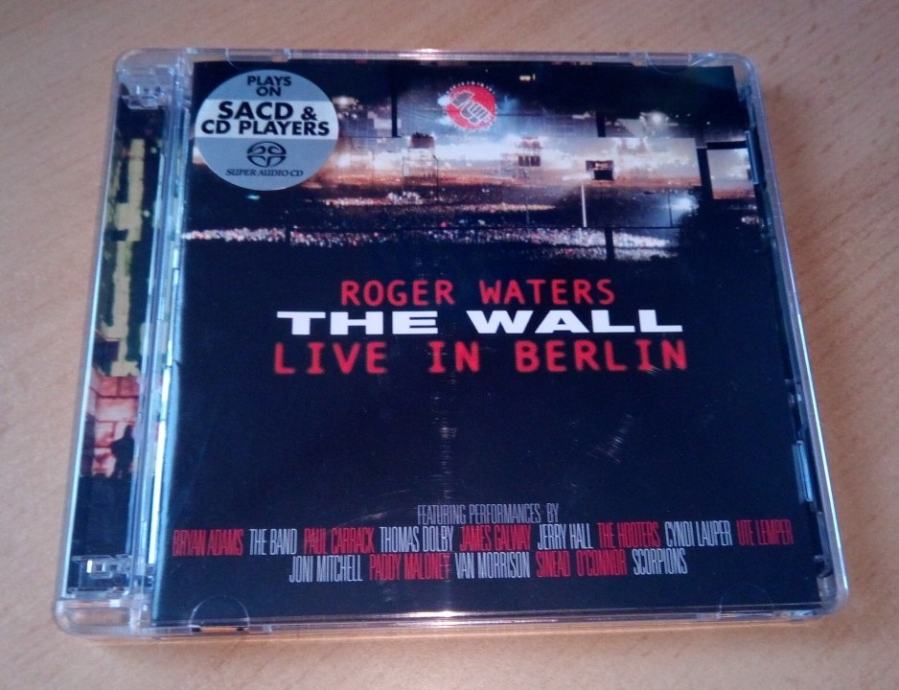 PLAYS
ON
SACD &
CD PLAYERS
SUPER AUDIO CD
ROGER WATERS
THE WALL
LIVE IN BERLIN
FEATURING PERFORMANCES BY
BRYAN ADAMS THE BAND PAUL CARRACK THOMAS DOLBY JAMES GALWAY JERRY HALL THE HOOTERS CYNDI LAUPER UTE LEMPER
JONI MITCHELL PADDY MALONEY VAN MORRISON SINEAD O'CONNOR SCORPIONS